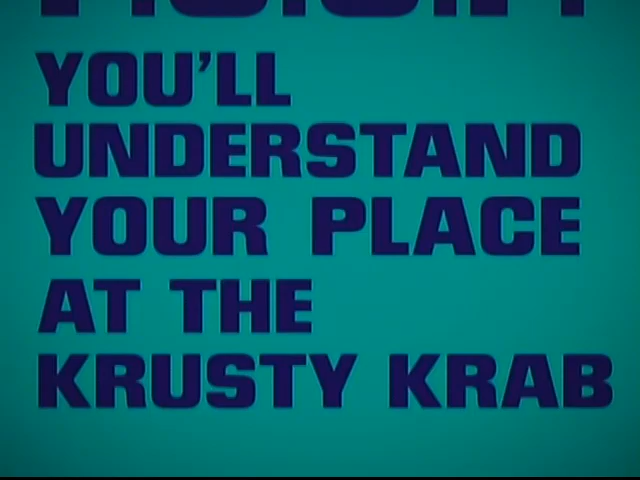 YOU'LL
UNDERSTAND
YOUR PLACE
AT THE
KRUSTY KRAB